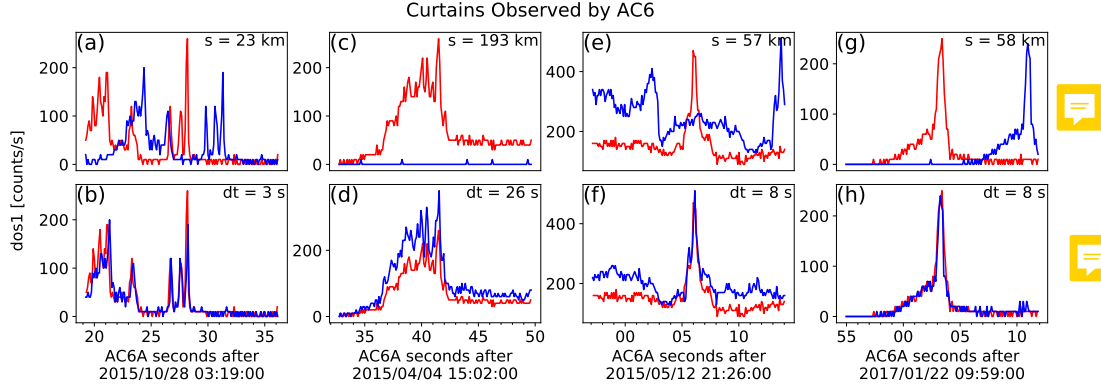 Curtains Observed by AC6
(a) s = 23 km
(c) s = 193 km
(e) s = 57 km
(g) s = 58 km
200
100
0
200
100
0
400
200
200
100
0
dos1 [counts/s]
(b) dt = 3 s
(d) dt = 26 s
(f) dt = 8 s
(h) dt = 8 s
200
100
0
200
0
400
200
200
100
0
20 25 30 35
35 40 45 50
00 05 10
55 00 05 10
AC6A seconds after
2015/10/28 03:19:00
AC6A seconds after
2015/04/04 15:02:00
AC6A seconds after
2015/05/12 21:26:00
AC6A seconds after
2017/01/22 09:59:00